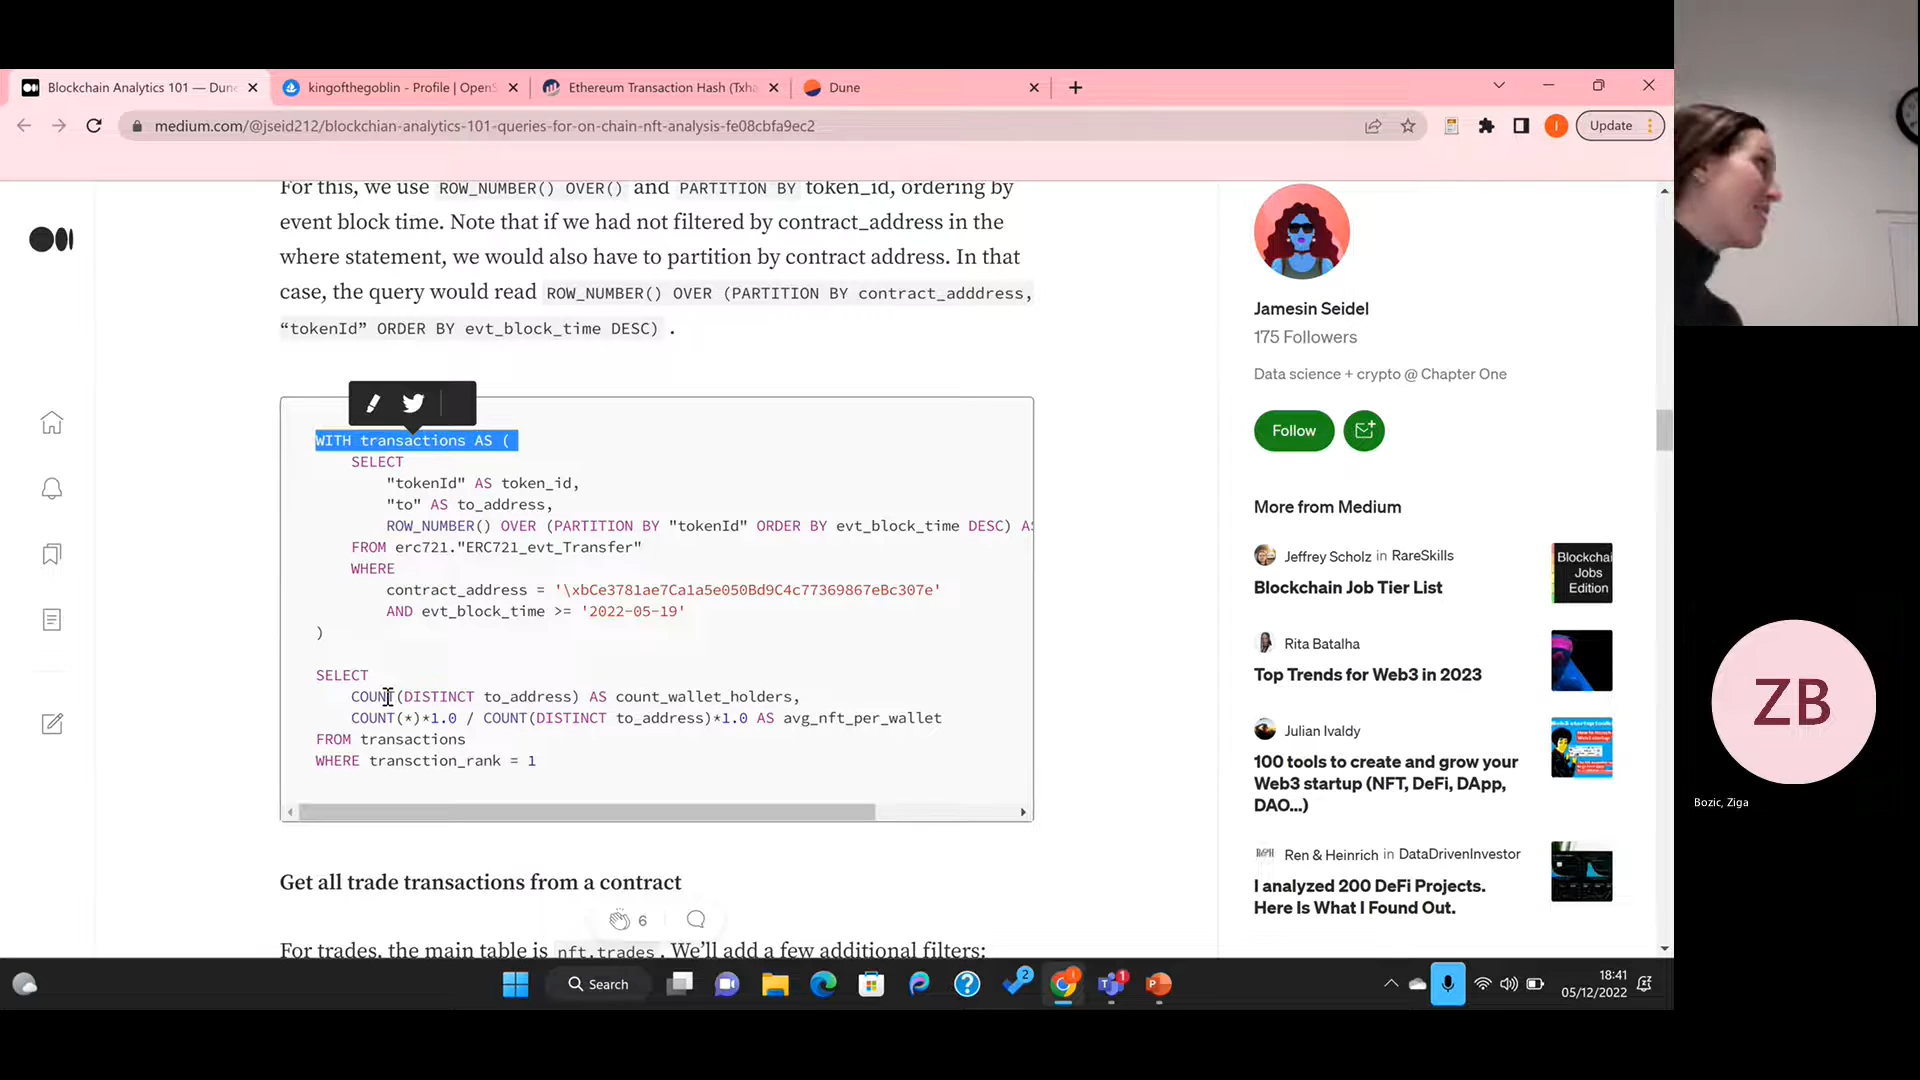 Blockchain Analytics 101 — Dune
kingofthegoblin - Profile | Open
Ethereum Transaction Hash (Txha
Dune
medium.com/@jseid212/blockchian-analytics-101-queries-for-on-chain-nft-analysis-fe08cbfa9ec2
I
Update
For this, we use ROW_NUMBER() OVER() and PARTITION BY token_id, ordering by
event block time. Note that if we had not filtered by contract_address in the
where statement, we would also have to partition by contract address. In that
case, the query would read ROW_NUMBER() OVER (PARTITION BY contract_adddress,
“tokenId” ORDER BY evt_block_time DESC) .
WITH transactions AS (
SELECT
"tokenId" AS token_id,
"to" AS to_address,
ROW_NUMBER() OVER (PARTITION BY "tokenId" ORDER BY evt_block_time DESC) AS
FROM erc721."ERC721_evt_Transfer"
WHERE
contract_address = '\xbCe3781ae7Ca1a5e050Bd9C4c77369867eBc307e'
AND evt_block_time >= '2022-05-19'
)
SELECT
COUNT(DISTINCT to_address) AS count_wallet_holders,
COUNT(*)*1.0 / COUNT(DISTINCT to_address)*1.0 AS avg_nft_per_wallet
FROM transactions
WHERE transction_rank = 1
Get all trade transactions from a contract
6
For trades, the main table is nft.trades. We’ll add a few additional filters:
Jamesin Seidel
175 Followers
Data science + crypto @ Chapter One
Follow
More from Medium
Jeffrey Scholz in RareSkills
Blockchain Job Tier List
Blockchai
Jobs
Edition
Rita Batalha
Top Trends for Web3 in 2023
Julian Ivaldy
100 tools to create and grow your
Web3 startup (NFT, DeFi, DApp,
DAO...)
Ren & Heinrich in DataDrivenInvestor
I analyzed 200 DeFi Projects.
Here Is What I Found Out.
ZB
Bozic, Ziga
Search
2
1
18:41
05/12/2022